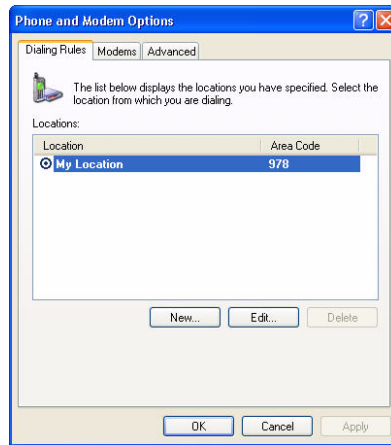 Phone and Modem Options
Dialing Rules Modems Advanced
The list below displays the locations you have specified. Select the
location from which you are dialing.
Locations:
Location Area Code
My Location 978
New... Edit... Delete
OK Cancel Apply